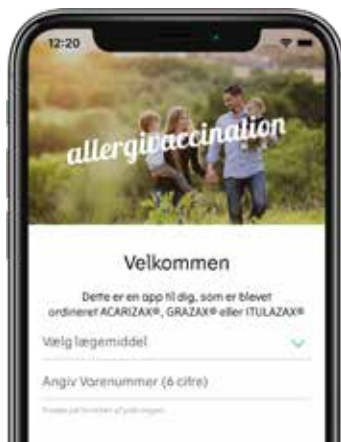 12:20
allergivaccination
Velkommen
Dette er en app til dig, som er blevet
ordineret ACARIZAX®, GRAZAX® eller ITULAZAX®
Vælg lægemiddel
Angiv Varenummer (6 cifre)